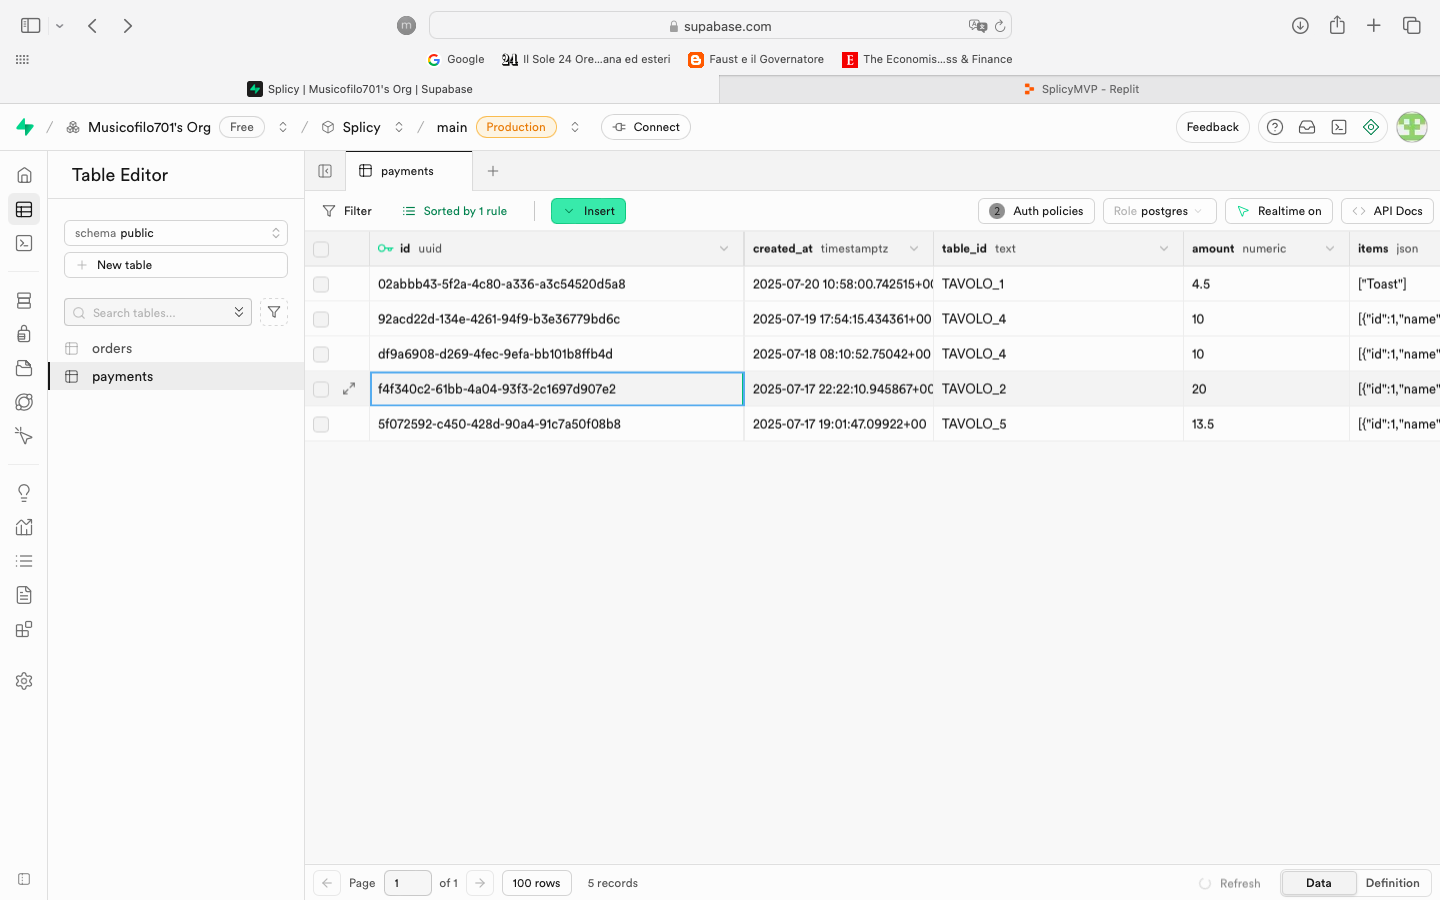 m
supabase.com
Google
Il Sole 24 Ore...ana ed esteri
Faust e il Governatore
The Economis...ss & Finance
Splicy | Musicofilo701's Org | Supabase
SplicyMVP - Replit
Musicofilo701's Org Free
Splicy
main Production
Connect
Feedback
Table Editor
payments
schema public
New table
Search tables...
orders
payments
Filter
Sorted by 1 rule
Insert
2 Auth policies
Role postgres
Realtime on
API Docs
id uuid created_at timestamptz table_id text amount numeric items json
02abbb43-5f2a-4c80-a336-a3c54520d5a8 2025-07-20 10:58:00.742515+00 TAVOLO_1 4.5 ["Toast"]
92acd22d-134e-4261-94f9-b3e36779bd6c 2025-07-19 17:54:15.434361+00 TAVOLO_4 10 [{"id":1,"name"
df9a6908-d269-4fec-9efa-bb101b8ffb4d 2025-07-18 08:10:52.75042+00 TAVOLO_4 10 [{"id":1,"name"
f4f340c2-61bb-4a04-93f3-2c1697d907e2 2025-07-17 22:22:10.945867+00 TAVOLO_2 20 [{"id":1,"name"
5f072592-c450-428d-90a4-91c7a50f08b8 2025-07-17 19:01:47.09922+00 TAVOLO_5 13.5 [{"id":1,"name"
Page 1 of 1
100 rows
5 records
Refresh
Data
Definition